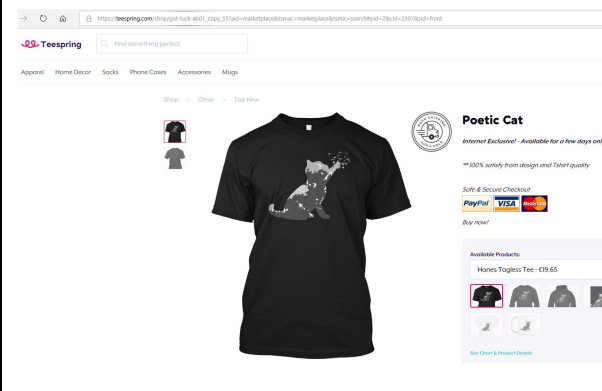 https://teespring.com/shop/got-luckr-ab01_copy_55?aid=marketplace&tsmac=marketplace&tsmic=search#pid=2&cid=2397&sid=front
Teespring
Find something perfect
Apparel Home Decor Socks Phone Cases Accessories Mugs
Shop > Other > Top New
Poetic Cat
Internet Exclusive! - Available for a few days onl
** 100% satisfy from design and Tshirt quality
Safe & Secure Checkout
PayPal VISA MasterCard
Buy now!
Available Products:
Hanes Tagless Tee - €19.65
Size Chart & Product Details